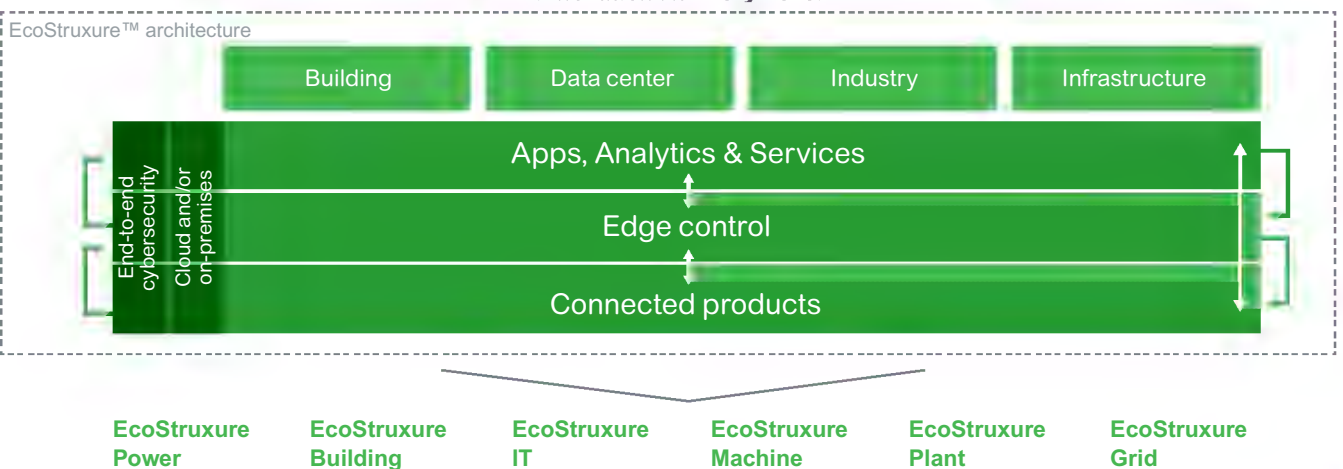 EcoStruxure™ architecture
Building
Data center
Industry
Infrastructure
End-to-end
cybersecurity
Cloud and/or
on-premises
Apps, Analytics & Services
Edge control
Connected products
EcoStruxure
Power
EcoStruxure
Building
EcoStruxure
IT
EcoStruxure
Machine
EcoStruxure
Plant
EcoStruxure
Grid